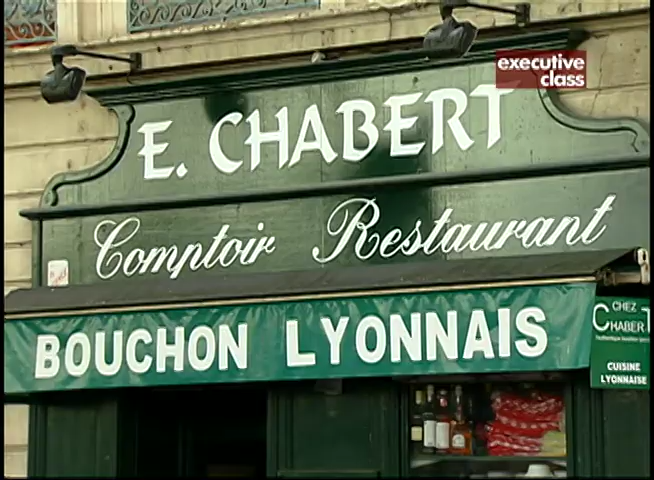 executive
class
E. CHABERT
Comptoir Restaurant
BOUCHON LYONNAIS
CHEZ
CHABERT
CUISINE
LYONNAISE